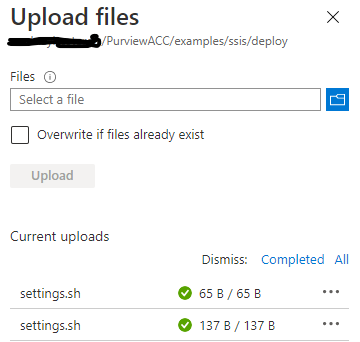 Upload files
/PurviewACC/examples/ssis/deploy
Files
Select a file
Overwrite if files already exist
Upload
Current uploads
Dismiss: Completed All
settings.sh 65 B / 65 B
settings.sh 137 B / 137 B